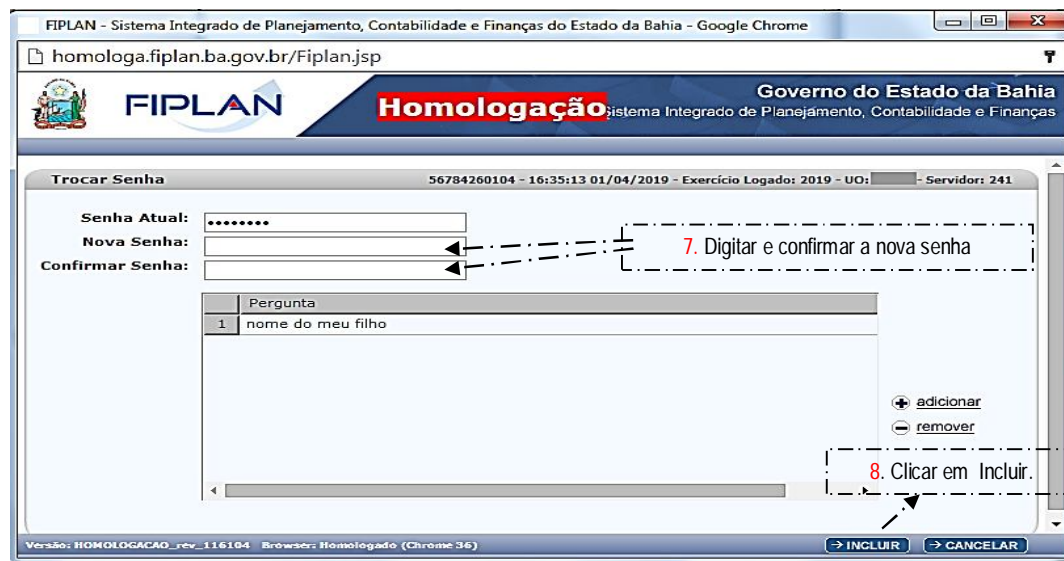 FIPLAN - Sistema Integrado de Planejamento, Contabilidade e Finanças do Estado da Bahia - Google Chrome
homologa.fiplan.ba.gov.br/Fiplan.jsp
FIPLAN
Homologação
Governo do Estado da Bahia
Sistema Integrado de Planejamento, Contabilidade e Finanças
Trocar Senha 56784260104 - 16:35:13 01/04/2019 - Exercício Logado: 2019 - UO: - Servidor: 241
Senha Atual: ••••••••
Nova Senha:
7. Digitar e confirmar a nova senha
Confirmar Senha:
Pergunta
1 nome do meu filho
adicionar
remover
8. Clicar em Incluir.
Versão: HOMOLOGACAO_rev_116104 Browser: Homologado (Chrome 36) INCLUIR CANCELAR